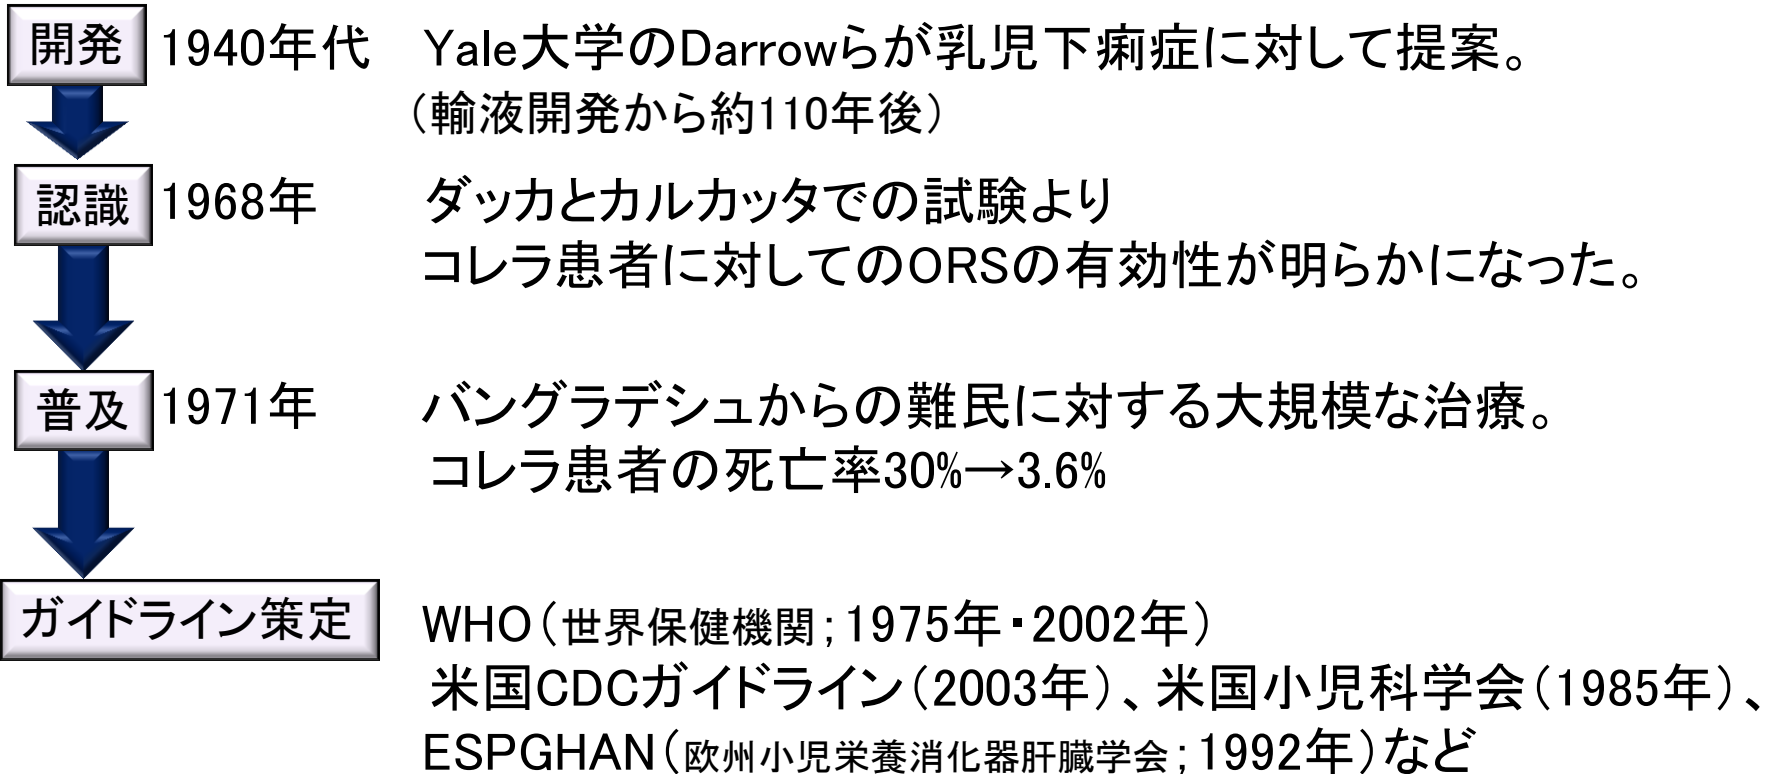 開発 1940年代 Yale大学のDarrowらが乳児下痢症に対して提案。
（輸液開発から約110年後）
認識 1968年 ダッカとカルカッタでの試験より
コレラ患者に対してのORSの有効性が明らかになった。
普及 1971年 バングラデシュからの難民に対する大規模な治療。
コレラ患者の死亡率30%→3.6%
ガイドライン策定 WHO（世界保健機関；1975年・2002年）
米国CDCガイドライン（2003年）、米国小児科学会（1985年）、
ESPGHAN（欧州小児栄養消化器肝臓学会；1992年）など